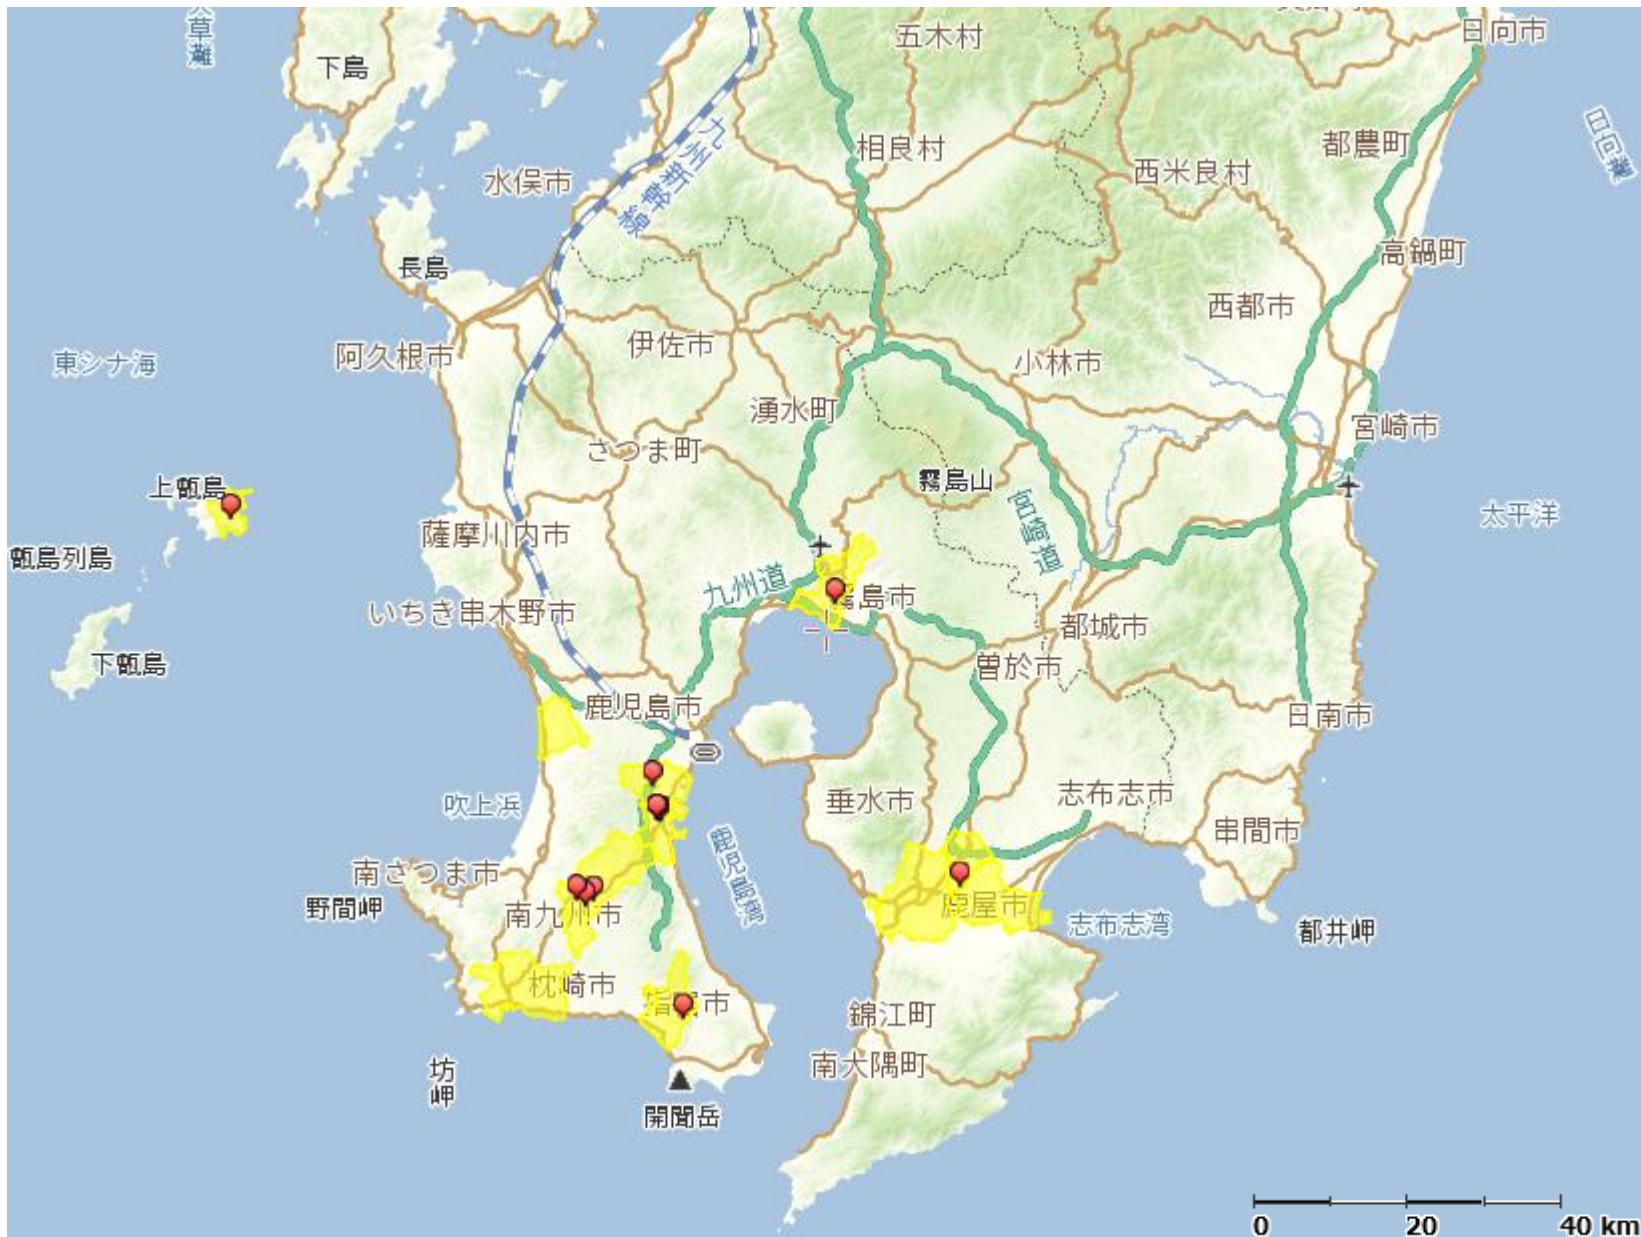 草灘
下島
五木村
日向市
日向灘
九州新幹線
相良村
都農町
水俣市
西米良村
長島
高鍋町
西都市
伊佐市
阿久根市
東シナ海
小林市
湧水町
宮崎市
さつま町
霧島山
上甑島
宮崎道
太平洋
薩摩川内市
甑島列島
九州道
霧島市
いちき串木野市
都城市
下甑島
曽於市
鹿児島市
日南市
吹上浜
垂水市
志布志市
串間市
鹿児島湾
南さつま市
野間岬
南九州市
鹿屋市
志布志湾
都井岬
枕崎市
指宿市
錦江町
坊岬
南大隅町
開聞岳
0 20 40 km